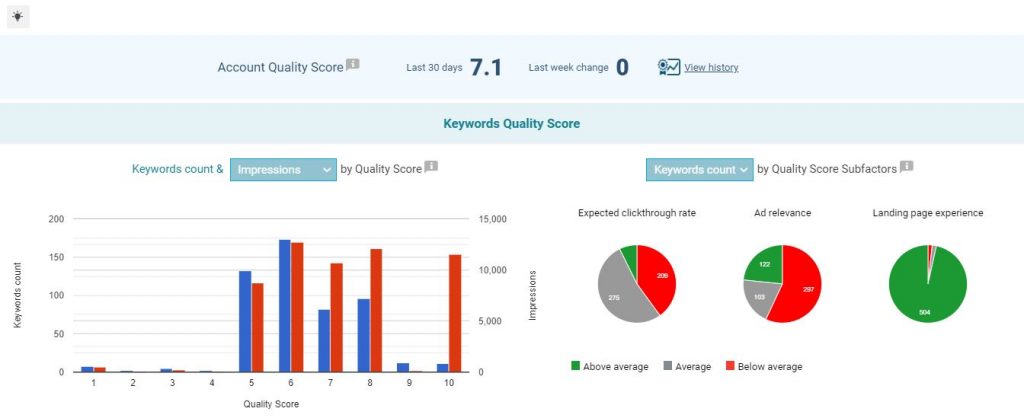 Account Quality Score Last 30 days 7.1 Last week change 0 View history
Keywords Quality Score
Keywords count & Impressions by Quality Score
Keywords count
200
150
100
50
0
15,000
10,000
5,000
0
Impressions
1 2 3 4 5 6 7 8 9 10
Quality Score
Keywords count by Quality Score Subfactors
Expected clickthrough rate Ad relevance Landing page experience
209
275
122
103
297
504
Above average Average Below average